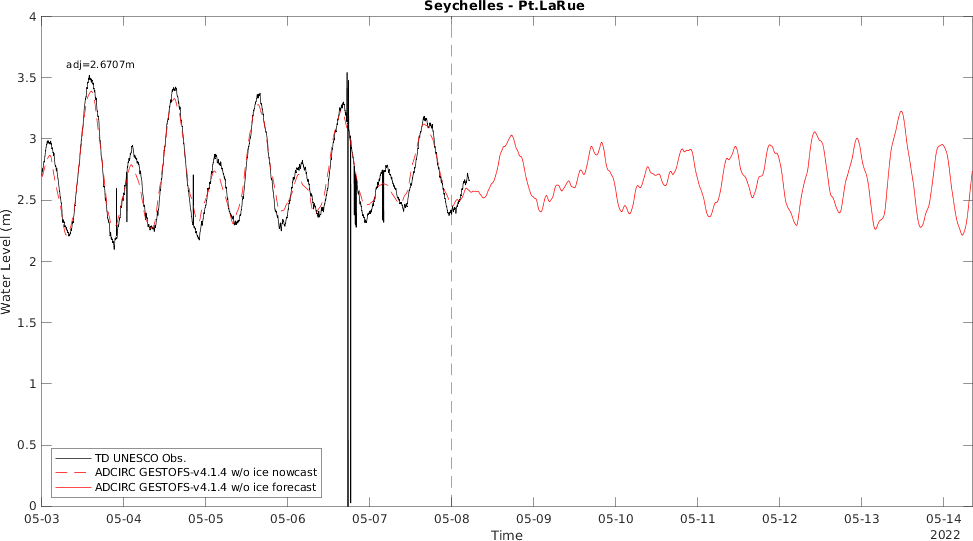 Seychelles - Pt.LaRue
4
3.5
3
2.5
2
1.5
1
0.5
0
Water Level (m)
adj=2.6707m
TD UNESCO Obs.
ADCIRC GESTOFS-v4.1.4 w/o ice nowcast
ADCIRC GESTOFS-v4.1.4 w/o ice forecast
05-03 05-04 05-05 05-06 05-07 05-08 05-09 05-10 05-11 05-12 05-13 05-14
2022
Time